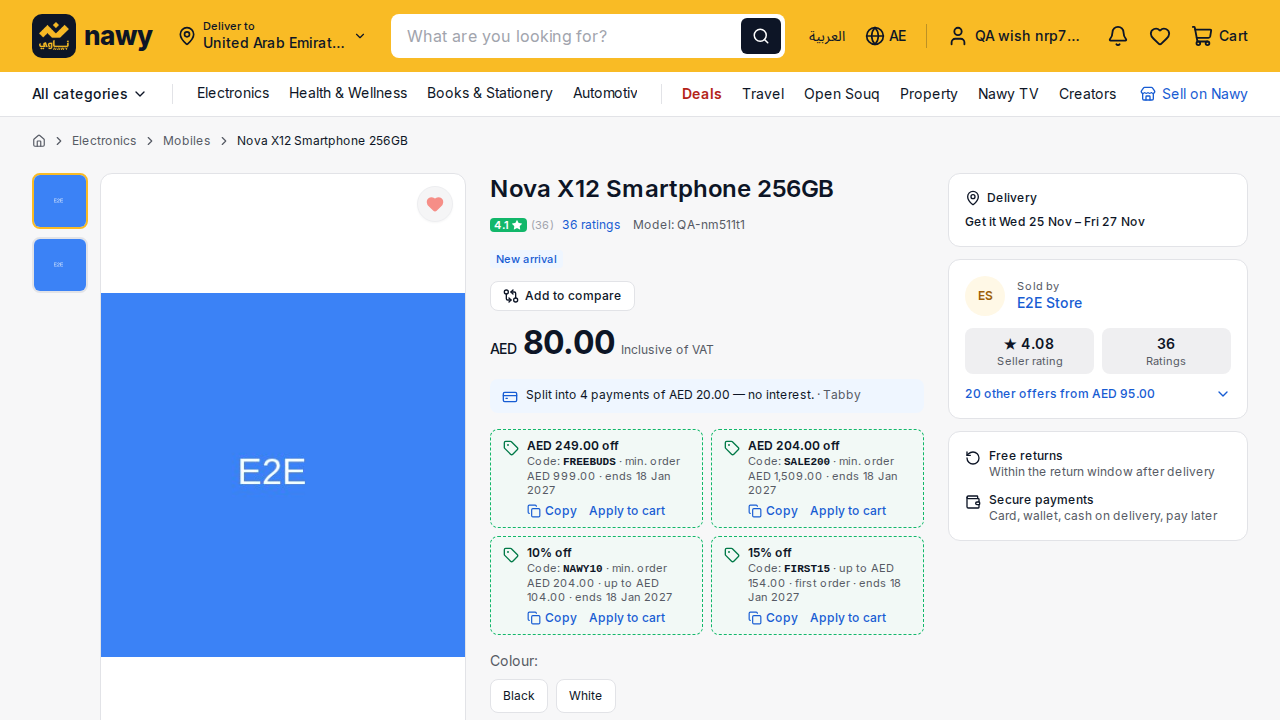 نـاوي
NAWY
nawy
Deliver to
United Arab Emirat...
What are you looking for?
العربية
AE
QA wish nrp7...
Cart
All categories
Electronics
Health & Wellness
Books & Stationery
Automotiv
Deals
Travel
Open Souq
Property
Nawy TV
Creators
Sell on Nawy
Electronics
Mobiles
Nova X12 Smartphone 256GB
E2E
E2E
E2E
Nova X12 Smartphone 256GB
4.1 ★ (36) 36 ratings Model: QA-nm511t1
New arrival
Add to compare
AED 80.00 Inclusive of VAT
Split into 4 payments of AED 20.00 — no interest. · Tabby
AED 249.00 off
Code: FREEBUDS · min. order
AED 999.00 · ends 18 Jan
2027
Copy Apply to cart
AED 204.00 off
Code: SALE200 · min. order
AED 1,509.00 · ends 18 Jan
2027
Copy Apply to cart
10% off
Code: NAWY10 · min. order
AED 204.00 · up to AED
104.00 · ends 18 Jan 2027
Copy Apply to cart
15% off
Code: FIRST15 · up to AED
154.00 · first order · ends 18
Jan 2027
Copy Apply to cart
Colour:
Black
White
Delivery
Get it Wed 25 Nov – Fri 27 Nov
ES
Sold by
E2E Store
★ 4.08
Seller rating
36
Ratings
20 other offers from AED 95.00
Free returns
Within the return window after delivery
Secure payments
Card, wallet, cash on delivery, pay later